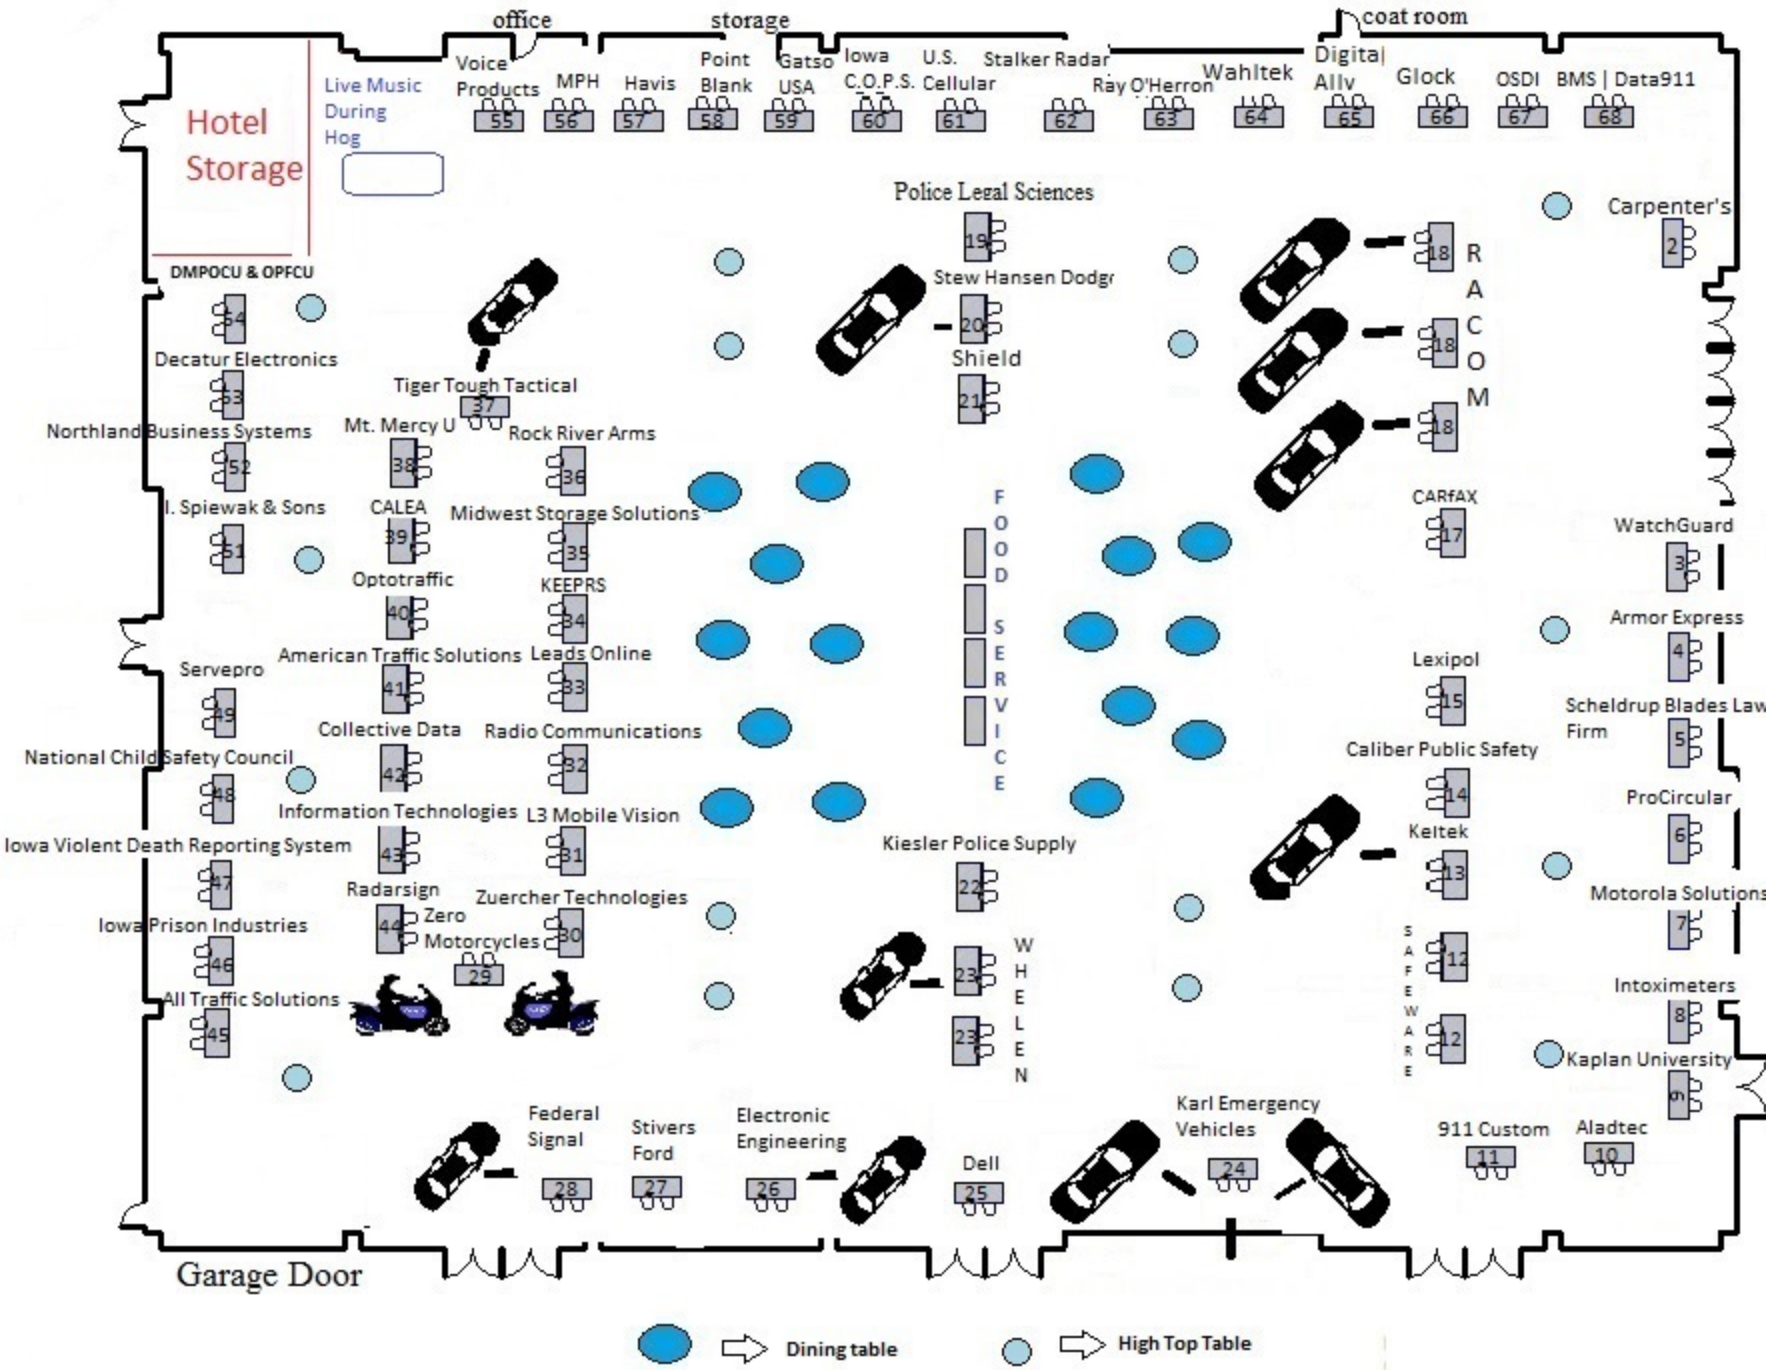 office
storage
coat room
Voice
Products
MPH
Havis
Point
Blank
Gatso
USA
Iowa
C.O.P.S.
U.S.
Cellular
Stalker Radar
Ray O'Herron
Wahltek
Digital
Ally
Glock
OSDI
BMS | Data911
55
56
57
58
59
60
61
62
63
64
65
66
67
68
Hotel
Storage
Live Music
During
Hog
Police Legal Sciences
19
Stew Hansen Dodge
20
Shield
21
18
18
18
R
A
C
O
M
Carpenter's
2
DMPOCU & OPFCU
54
Decatur Electronics
53
Northland Business Systems
52
I. Spiewak & Sons
51
Servepro
49
National Child Safety Council
48
Iowa Violent Death Reporting System
47
Iowa Prison Industries
46
All Traffic Solutions
45
Tiger Tough Tactical
37
Mt. Mercy U
38
CALEA
39
Optotraffic
40
American Traffic Solutions
41
Collective Data
42
Information Technologies
43
Radarsign
44
Rock River Arms
36
Midwest Storage Solutions
35
KEEPRS
34
Leads Online
33
Radio Communications
32
L3 Mobile Vision
31
Zuercher Technologies
30
Zero
Motorcycles
29
F
O
O
D
S
E
R
V
I
C
E
Kiesler Police Supply
22
23
23
W
H
E
L
E
N
CARfAX
17
Lexipol
15
Caliber Public Safety
14
Keltek
13
12
12
S
A
F
E
W
A
R
E
WatchGuard
3
Armor Express
4
Scheldrup Blades Law
Firm
5
ProCircular
6
Motorola Solutions
7
Intoximeters
8
Kaplan University
9
Federal
Signal
28
Stivers
Ford
27
Electronic
Engineering
26
Dell
25
Karl Emergency
Vehicles
24
911 Custom
11
Aladtec
10
Garage Door
Dining table
High Top Table